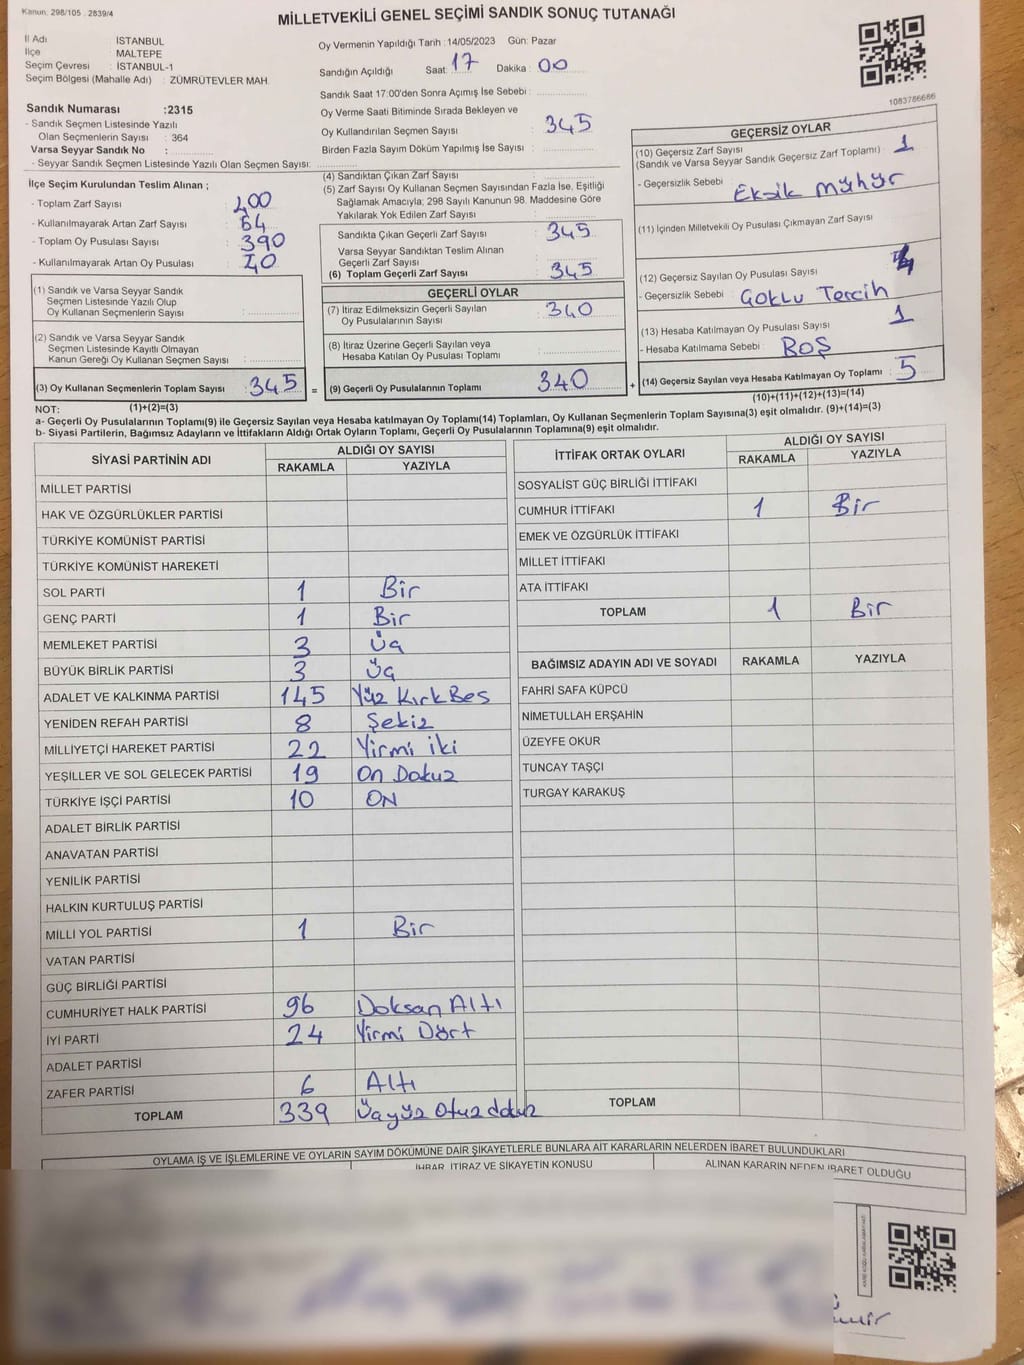 Kanun: 298/105 . 2839/4
MİLLETVEKİLİ GENEL SEÇİMİ SANDIK SONUÇ TUTANAĞI
İl Adı : İSTANBUL
İlçe : MALTEPE
Seçim Çevresi : İSTANBUL-1
Seçim Bölgesi (Mahalle Adı) : ZÜMRÜTEVLER MAH.
Sandık Numarası :2315
- Sandık Seçmen Listesinde Yazılı
Olan Seçmenlerin Sayısı : 364
Varsa Seyyar Sandık No :
- Seyyar Sandık Seçmen Listesinde Yazılı Olan Seçmen Sayısı:
Oy Vermenin Yapıldığı Tarih :14/05/2023 Gün: Pazar
Sandığın Açıldığı Saat: 17 Dakika : 00
Sandık Saat 17:00'den Sonra Açımış İse Sebebi :
Oy Verme Saati Bitiminde Sırada Bekleyen ve
Oy Kullandırılan Seçmen Sayısı : 345
Birden Fazla Sayım Döküm Yapılmış İse Sayısı :
1083786686
İlçe Seçim Kurulundan Teslim Alınan ;
- Toplam Zarf Sayısı : 400
- Kullanılmayarak Artan Zarf Sayısı : 64
- Toplam Oy Pusulası Sayısı : 390
- Kullanılmayarak Artan Oy Pusulası : 40
(1) Sandık ve Varsa Seyyar Sandık
Seçmen Listesinde Yazılı Olup
Oy Kullanan Seçmenlerin Sayısı :
(2) Sandık ve Varsa Seyyar Sandık
Seçmen Listesinde Kayıtlı Olmayan
Kanun Gereği Oy Kullanan Seçmen Sayısı :
(3) Oy Kullanan Seçmenlerin Toplam Sayısı : 345 =
(4) Sandıktan Çıkan Zarf Sayısı :
(5) Zarf Sayısı Oy Kullanan Seçmen Sayısından Fazla İse, Eşitliği
Sağlamak Amacıyla; 298 Sayılı Kanunun 98. Maddesine Göre
Yakılarak Yok Edilen Zarf Sayısı :
Sandıkta Çıkan Geçerli Zarf Sayısı : 345
Varsa Seyyar Sandıktan Teslim Alınan
Geçerli Zarf Sayısı :
(6) Toplam Geçerli Zarf Sayısı : 345
GEÇERLİ OYLAR
(7) İtiraz Edilmeksizin Geçerli Sayılan : 340
Oy Pusulalarının Sayısı
(8) İtiraz Üzerine Geçerli Sayılan veya
Hesaba Katılan Oy Pusulası Toplamı :
(9) Geçerli Oy Pusulalarının Toplamı : 340 +
GEÇERSİZ OYLAR
(10) Geçersiz Zarf Sayısı : 1
(Sandık ve Varsa Seyyar Sandık Geçersiz Zarf Toplamı)
- Geçersizlik Sebebi : Eksik mühür
(11) İçinden Milletvekili Oy Pusulası Çıkmayan Zarf Sayısı :
(12) Geçersiz Sayılan Oy Pusulası Sayısı :
- Geçersizlik Sebebi : Çoklu Tercih
(13) Hesaba Katılmayan Oy Pusulası Sayısı : 1
- Hesaba Katılmama Sebebi : BOŞ
(14) Geçersiz Sayılan veya Hesaba Katılmayan Oy Toplamı : 5
NOT: (1)+(2)=(3)
(10)+(11)+(12)+(13)=(14)
a- Geçerli Oy Pusulalarının Toplamı(9) ile Geçersiz Sayılan veya Hesaba katılmayan Oy Toplamı(14) Toplamları, Oy Kullanan Seçmenlerin Toplam Sayısına(3) eşit olmalıdır. (9)+(14)=(3)
b- Siyasi Partilerin, Bağımsız Adayların ve İttifakların Aldığı Ortak Oyların Toplamı, Geçerli Oy Pusulalarının Toplamına(9) eşit olmalıdır.
SİYASİ PARTİNİN ADI ALDIĞI OY SAYISI
RAKAMLA YAZIYLA
MİLLET PARTİSİ
HAK VE ÖZGÜRLÜKLER PARTİSİ
TÜRKİYE KOMÜNİST PARTİSİ
TÜRKİYE KOMÜNİST HAREKETİ
SOL PARTİ 1 Bir
GENÇ PARTİ 1 Bir
MEMLEKET PARTİSİ 3 Üç
BÜYÜK BİRLİK PARTİSİ 3 Üç
ADALET VE KALKINMA PARTİSİ 145 Yüz Kırk Beş
YENİDEN REFAH PARTİSİ 8 Şekiz
MİLLİYETÇİ HAREKET PARTİSİ 22 Yirmi iki
YEŞİLLER VE SOL GELECEK PARTİSİ 19 On Dokuz
TÜRKİYE İŞÇİ PARTİSİ 10 ON
ADALET BİRLİK PARTİSİ
ANAVATAN PARTİSİ
YENİLİK PARTİSİ
HALKIN KURTULUŞ PARTİSİ
MİLLİ YOL PARTİSİ 1 Bir
VATAN PARTİSİ
GÜÇ BİRLİĞİ PARTİSİ
CUMHURİYET HALK PARTİSİ 96 Doksan Altı
İYİ PARTİ 24 Yirmi Dört
ADALET PARTİSİ
ZAFER PARTİSİ 6 Altı
TOPLAM 339 Üçyüz Otuz dokuz
İTTİFAK ORTAK OYLARI ALDIĞI OY SAYISI
RAKAMLA YAZIYLA
SOSYALİST GÜÇ BİRLİĞİ İTTİFAKI
CUMHUR İTTİFAKI 1 Bir
EMEK VE ÖZGÜRLÜK İTTİFAKI
MİLLET İTTİFAKI
ATA İTTİFAKI
TOPLAM 1 Bir
BAĞIMSIZ ADAYIN ADI VE SOYADI RAKAMLA YAZIYLA
FAHRİ SAFA KÜPCÜ
NİMETULLAH ERŞAHİN
ÜZEYFE OKUR
TUNCAY TAŞÇI
TURGAY KARAKUŞ
TOPLAM
OYLAMA İŞ VE İŞLEMLERİNE VE OYLARIN SAYIM DÖKÜMÜNE DAİR ŞİKAYETLERLE BUNLARA AİT KARARLARIN NELERDEN İBARET BULUNDUKLARI
İHBAR, İTİRAZ VE ŞİKAYETİN KONUSU
ALINAN KARARIN NEDEN İBARET OLDUĞU